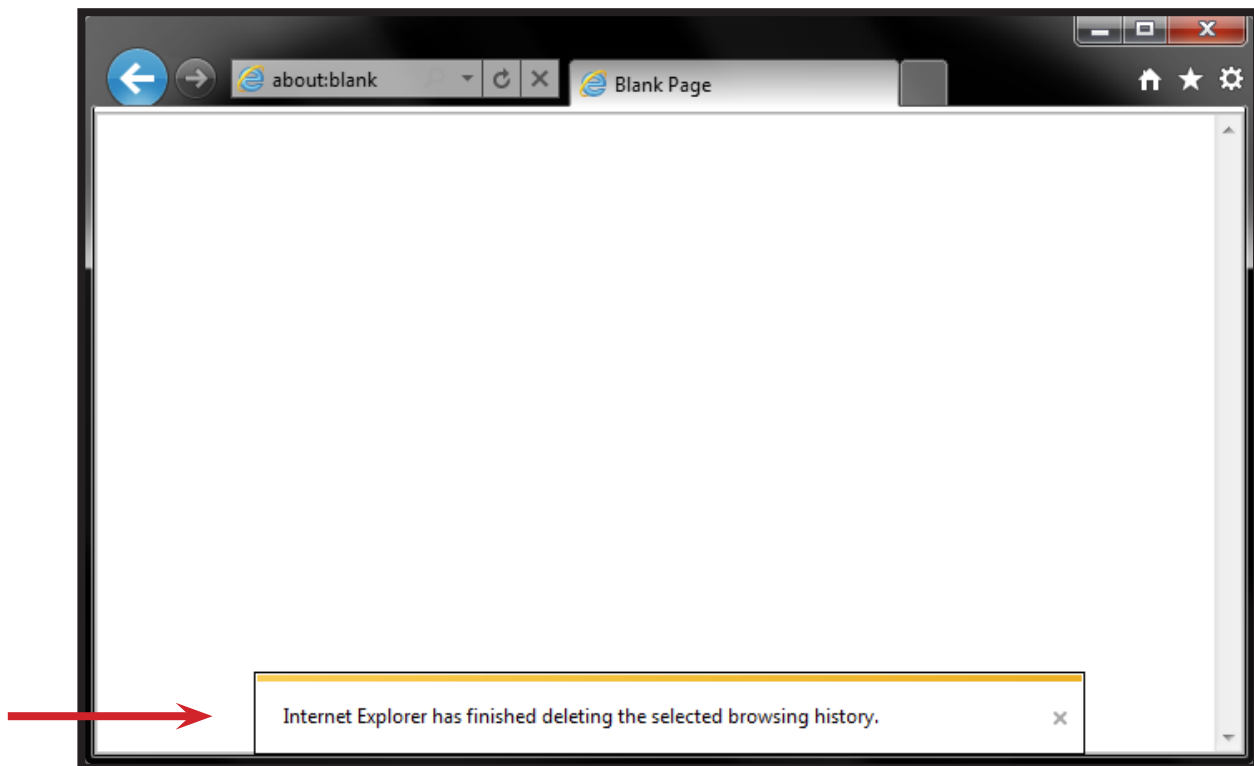 about:blank
Blank Page
Internet Explorer has finished deleting the selected browsing history.